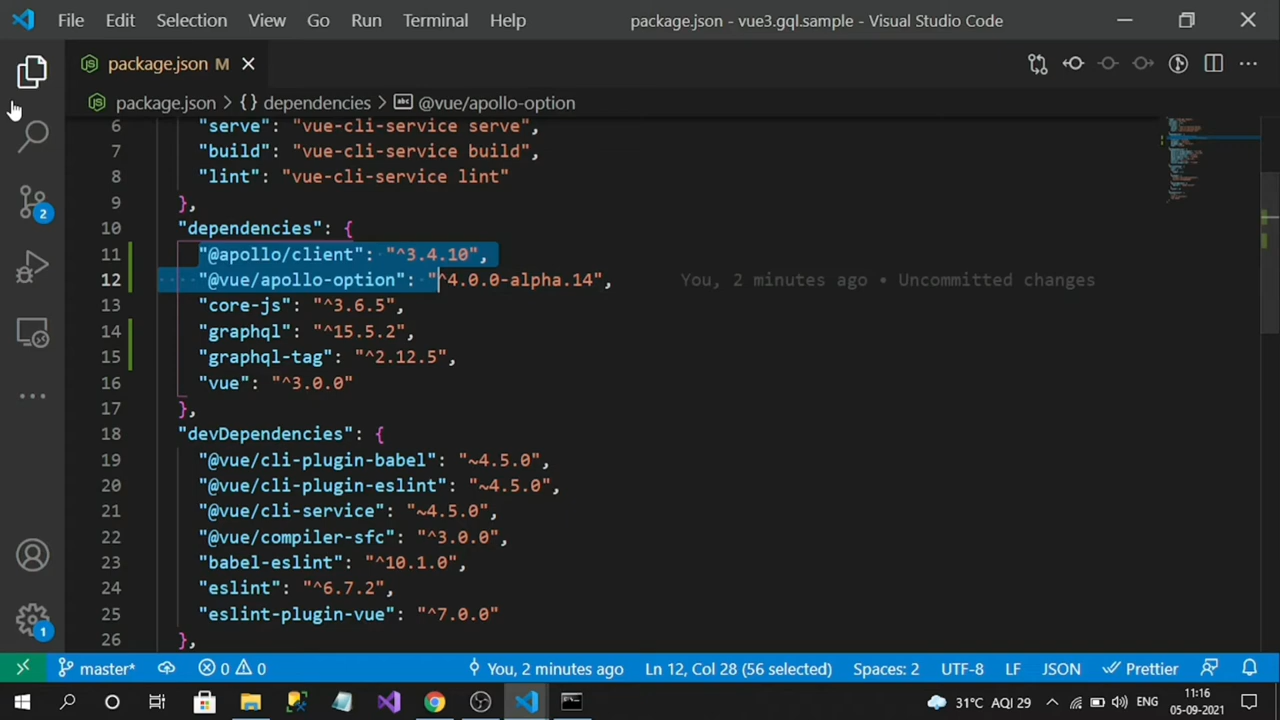 File Edit Selection View Go Run Terminal Help package.json - vue3.gql.sample - Visual Studio Code
package.json M
package.json > {} dependencies > abc @vue/apollo-option
6 "serve": "vue-cli-service serve",
7 "build": "vue-cli-service build",
8 "lint": "vue-cli-service lint"
9 },
10 "dependencies": {
11 "@apollo/client": "^3.4.10",
12 "@vue/apollo-option": "^4.0.0-alpha.14", You, 2 minutes ago • Uncommitted changes
13 "core-js": "^3.6.5",
14 "graphql": "^15.5.2",
15 "graphql-tag": "^2.12.5",
16 "vue": "^3.0.0"
17 },
18 "devDependencies": {
19 "@vue/cli-plugin-babel": "~4.5.0",
20 "@vue/cli-plugin-eslint": "~4.5.0",
21 "@vue/cli-service": "~4.5.0",
22 "@vue/compiler-sfc": "^3.0.0",
23 "babel-eslint": "^10.1.0",
24 "eslint": "^6.7.2",
25 "eslint-plugin-vue": "^7.0.0"
26 },
2
1
master* 0 0 You, 2 minutes ago Ln 12, Col 28 (56 selected) Spaces: 2 UTF-8 LF JSON Prettier
31°C AQI 29 ENG 11:16
05-09-2021